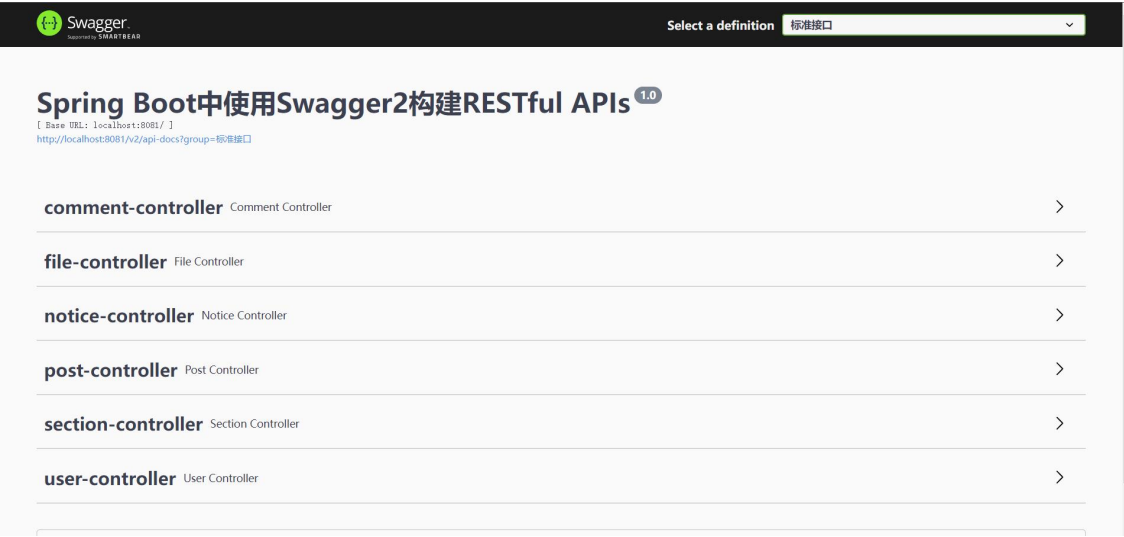 Swagger.
Supported by SMARTBEAR
Select a definition 标准接口
Spring Boot中使用Swagger2构建RESTful APIs 1.0
[ Base URL: localhost:8081/ ]
http://localhost:8081/v2/api-docs?group=标准接口
comment-controller Comment Controller
file-controller File Controller
notice-controller Notice Controller
post-controller Post Controller
section-controller Section Controller
user-controller User Controller